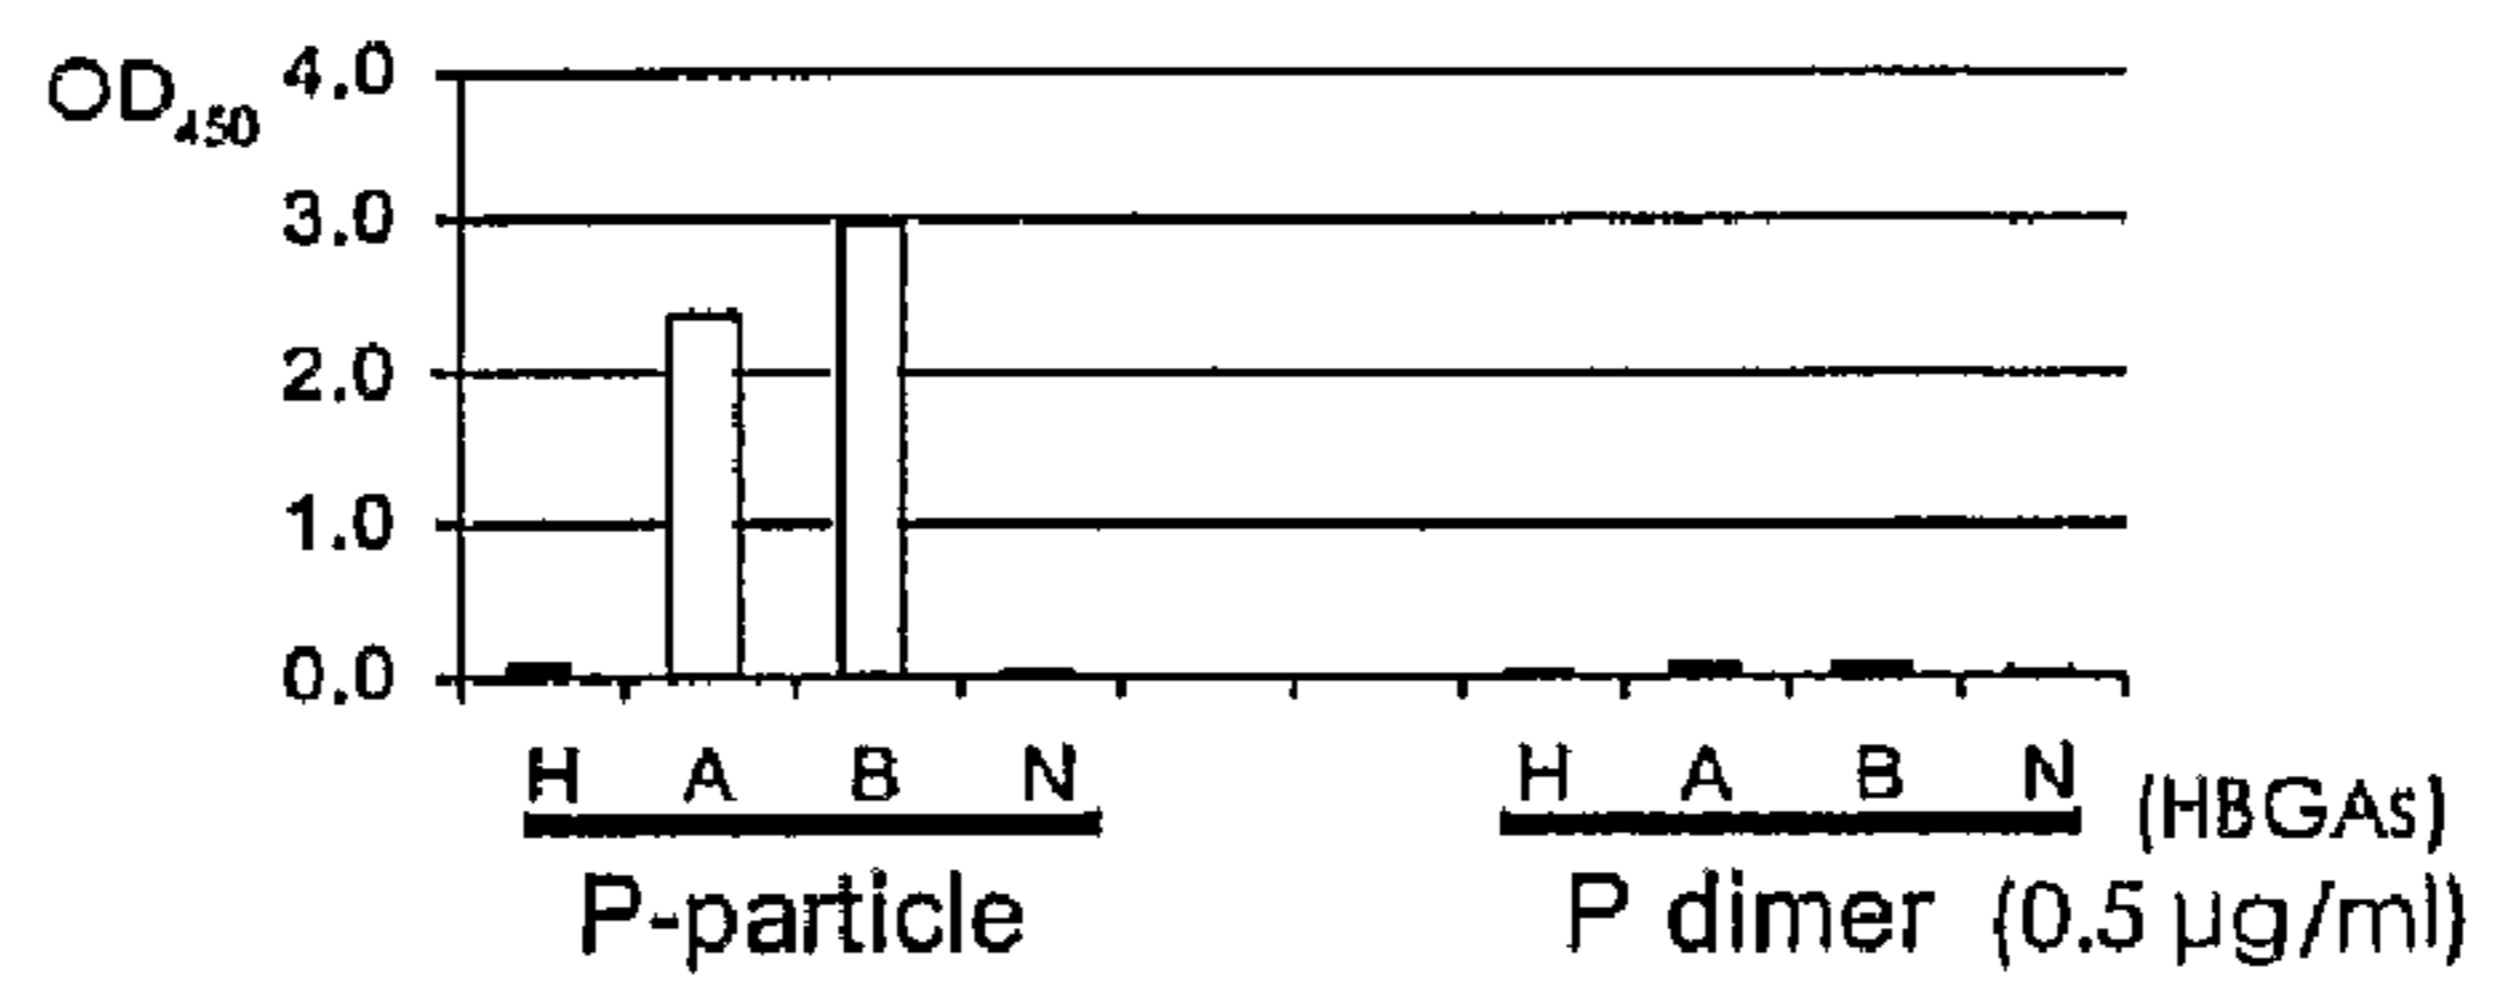 OD450
4.0
3.0
2.0
1.0
0.0
H A B N H A B N (HBGAs)
P-particle P dimer (0.5 µg/ml)